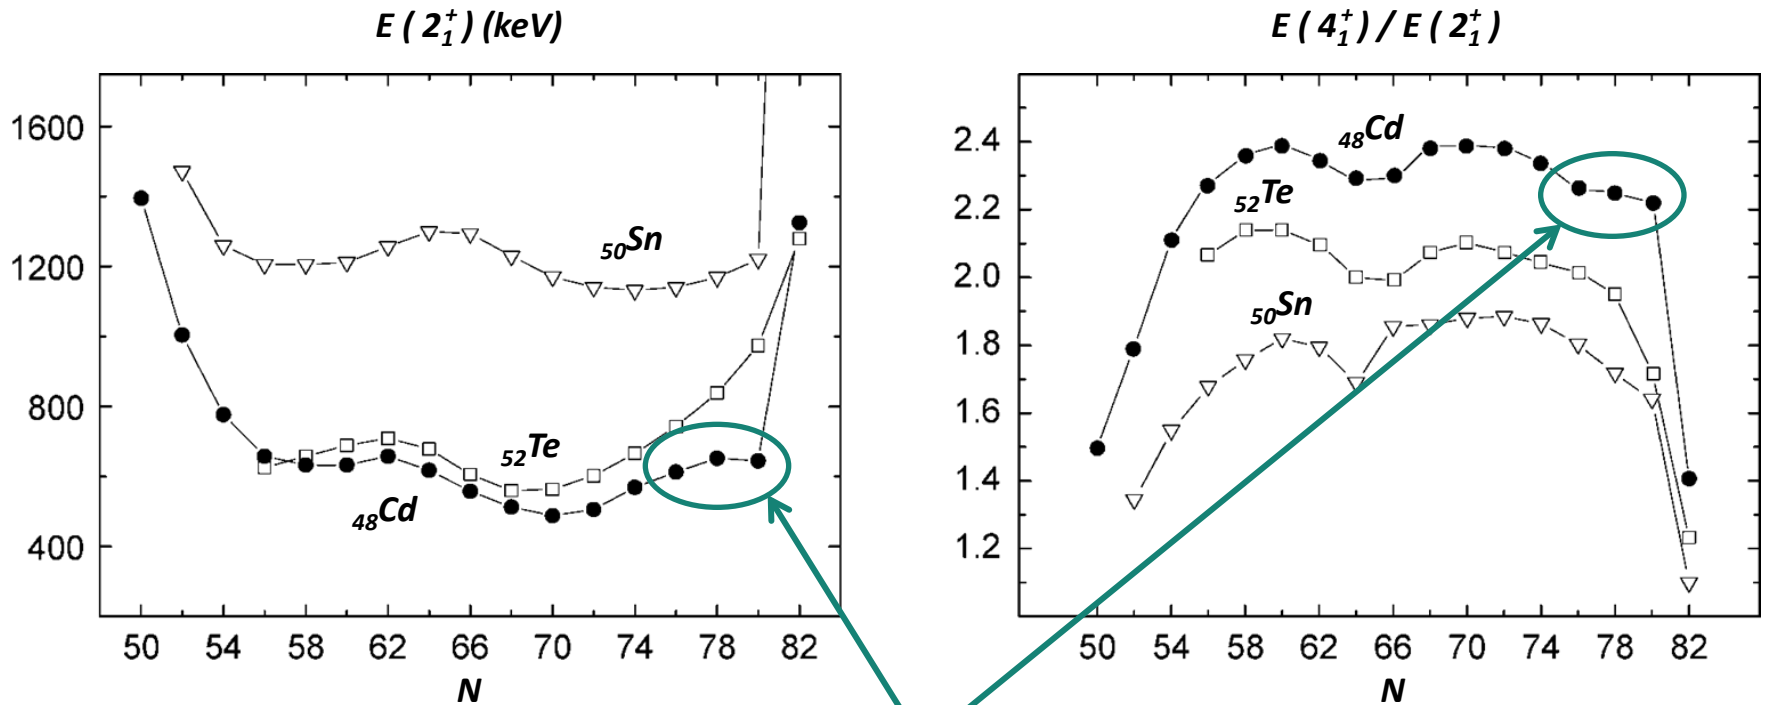 E ( 2₁⁺ ) (keV)
1600
1200
800
400
₅₀Sn
₅₂Te
₄₈Cd
50 54 58 62 66 70 74 78 82
N
E ( 4₁⁺ ) / E ( 2₁⁺ )
2.4
2.2
2.0
1.8
1.6
1.4
1.2
₄₈Cd
₅₂Te
₅₀Sn
50 54 58 62 66 70 74 78 82
N